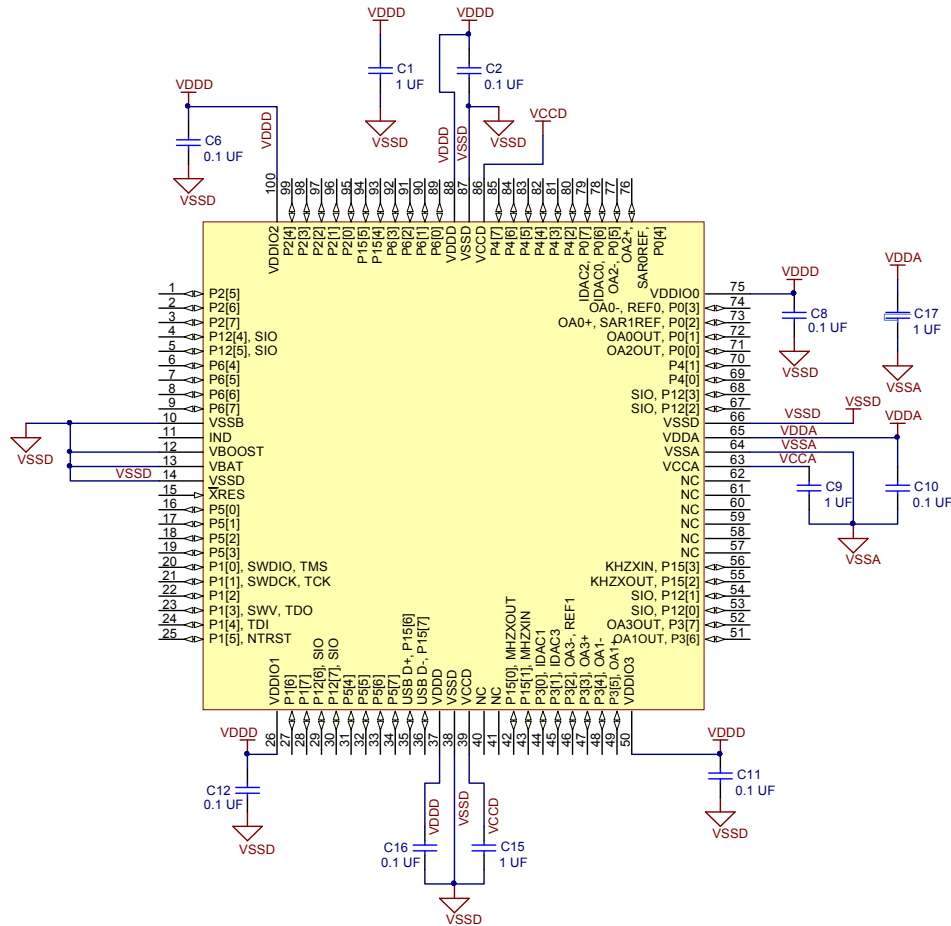 VDDD
VDDD
C1
1 UF
C2
0.1 UF
VDDD
VCCD
C6
0.1 UF
VDDD
VDDD
VSSD
VSSD
VSSD
VSSD
100
99
98
97
96
95
94
93
92
91
90
89
88
87
86
85
84
83
82
81
80
79
78
77
76
VDDIO2
P2[4]
P2[3]
P2[2]
P2[1]
P2[0]
P15[5]
P15[4]
P6[3]
P6[2]
P6[1]
P6[0]
VDDD
VSSD
VCCD
P4[7]
P4[6]
P4[5]
P4[4]
P4[3]
P4[2]
IDAC2, P0[7]
IDAC0, P0[6]
OA2-, P0[5]
OA2+,
SAR0REF,
P0[4]
1 P2[5]
2 P2[6]
3 P2[7]
4 P12[4], SIO
5 P12[5], SIO
6 P6[4]
7 P6[5]
8 P6[6]
9 P6[7]
10 VSSB
11 IND
12 VBOOST
13 VBAT
VSSD 14 VSSD
15 XRES
16 P5[0]
17 P5[1]
18 P5[2]
19 P5[3]
20 P1[0], SWDIO, TMS
21 P1[1], SWDCK, TCK
22 P1[2]
23 P1[3], SWV, TDO
24 P1[4], TDI
25 P1[5], NTRST
VSSD
VDDIO0 75
OA0-, REF0, P0[3] 74
OA0+, SAR1REF, P0[2] 73
OA0OUT, P0[1] 72
OA2OUT, P0[0] 71
P4[1] 70
P4[0] 69
SIO, P12[3] 68
SIO, P12[2] 67
VSSD 66 VSSD
VDDA 65 VDDA
VSSA 64 VSSA
VCCA 63 VCCA
NC 62
NC 61
NC 60
NC 59
NC 58
NC 57
KHZXIN, P15[3] 56
KHZXOUT, P15[2] 55
SIO, P12[1] 54
SIO, P12[0] 53
OA3OUT, P3[7] 52
OA1OUT, P3[6] 51
VDDD
C8
0.1 UF
VSSD
VDDA
C17
1 UF
VSSA
VSSD
VDDA
C9
1 UF
C10
0.1 UF
VSSA
VDDIO1
P1[6]
P1[7]
P12[6], SIO
P12[7], SIO
P5[4]
P5[5]
P5[6]
P5[7]
USB D+, P15[6]
USB D-, P15[7]
VDDD
VSSD
VCCD
NC
NC
P15[0], MHZXOUT
P15[1], MHZXIN
P3[0], IDAC1
P3[1], IDAC3
P3[2], OA3-, REF1
P3[3], OA3+
P3[4], OA1-
P3[5], OA1+
VDDIO3
26
27
28
29
30
31
32
33
34
35
36
37
38
39
40
41
42
43
44
45
46
47
48
49
50
VDDD
C12
0.1 UF
VSSD
VDDD
VSSD
VCCD
C16
0.1 UF
C15
1 UF
VSSD
VDDD
C11
0.1 UF
VSSD